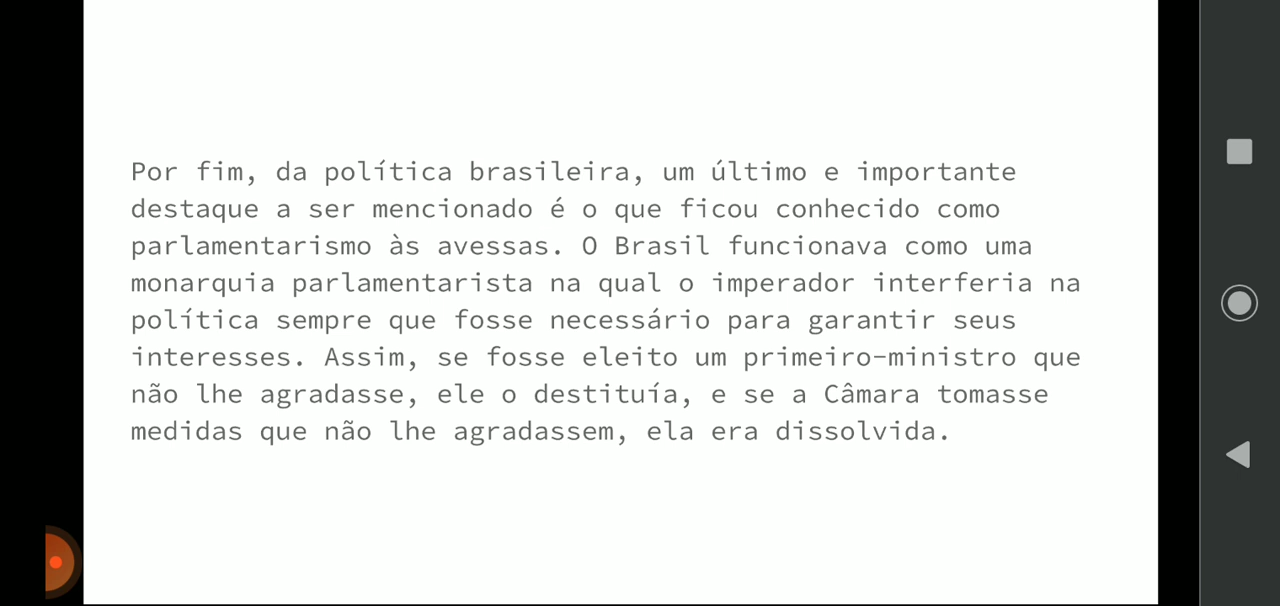 Por fim, da política brasileira, um último e importante
destaque a ser mencionado é o que ficou conhecido como
parlamentarismo às avessas. O Brasil funcionava como uma
monarquia parlamentarista na qual o imperador interferia na
política sempre que fosse necessário para garantir seus
interesses. Assim, se fosse eleito um primeiro-ministro que
não lhe agradasse, ele o destituía, e se a Câmara tomasse
medidas que não lhe agradassem, ela era dissolvida.